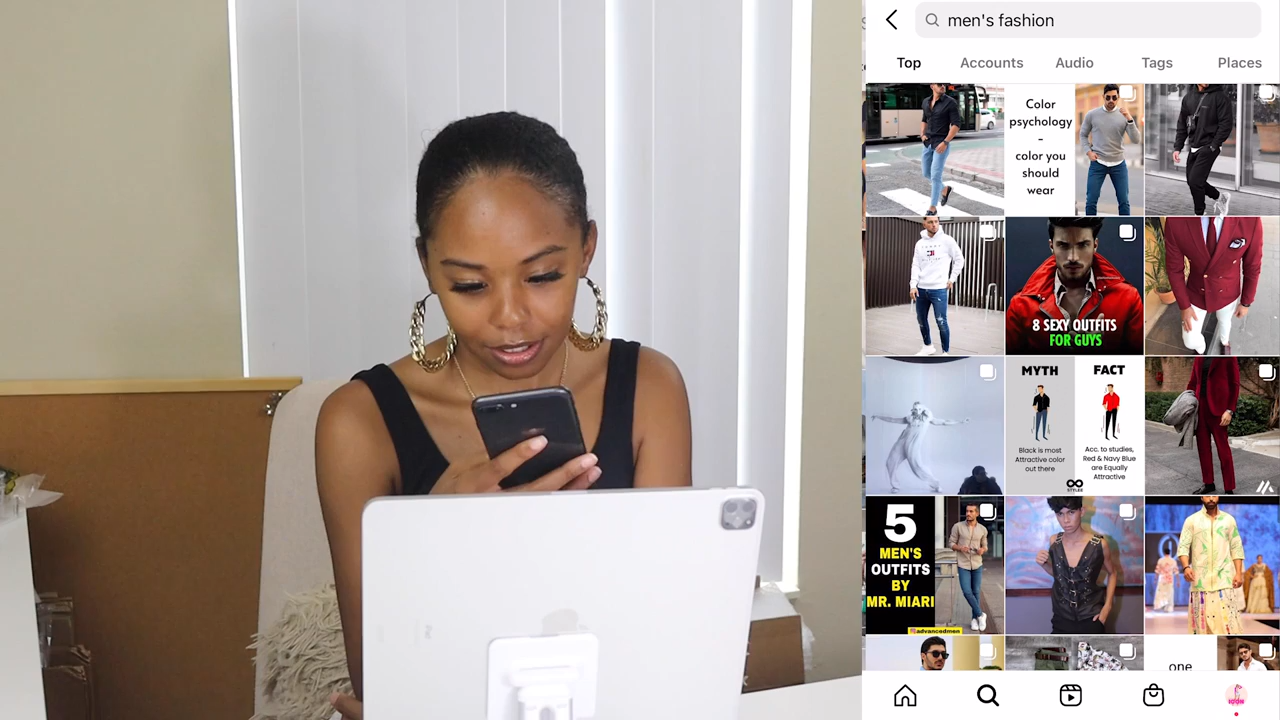 men's fashion
Top
Accounts
Audio
Tags
Places
Color
psychology
-
color you
should
wear
8 SEXY OUTFITS
FOR GUYS
MYTH
FACT
Black is most
Attractive color
out there
Acc. to studies,
Red & Navy Blue
are Equally
Attractive
5
MEN'S
OUTFITS
BY
MR. MIARI
@advancedmen
one